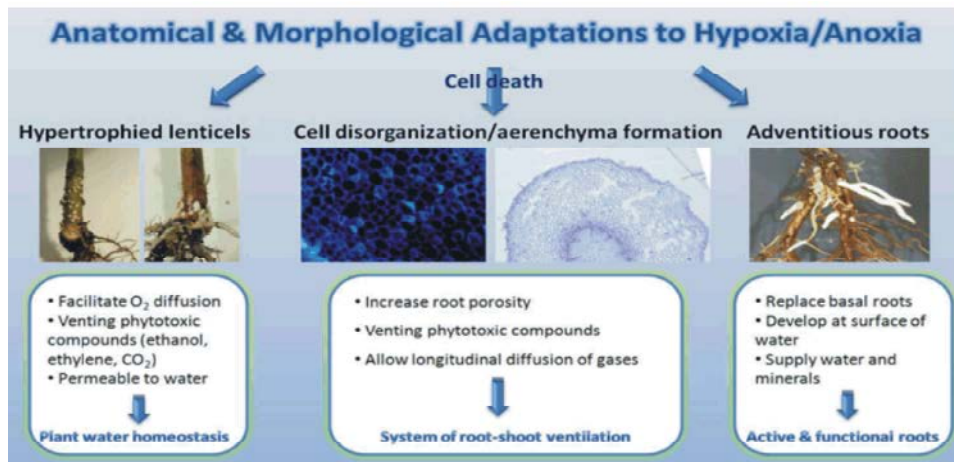 Anatomical & Morphological Adaptations to Hypoxia/Anoxia
Cell death
Hypertrophied lenticels
Cell disorganization/aerenchyma formation
Adventitious roots
• Facilitate O₂ diffusion
• Venting phytotoxic
compounds (ethanol,
ethylene, CO₂)
• Permeable to water
Plant water homeostasis
• Increase root porosity
• Venting phytotoxic compounds
• Allow longitudinal diffusion of gases
System of root-shoot ventilation
• Replace basal roots
• Develop at surface of
water
• Supply water and
minerals
Active & functional roots